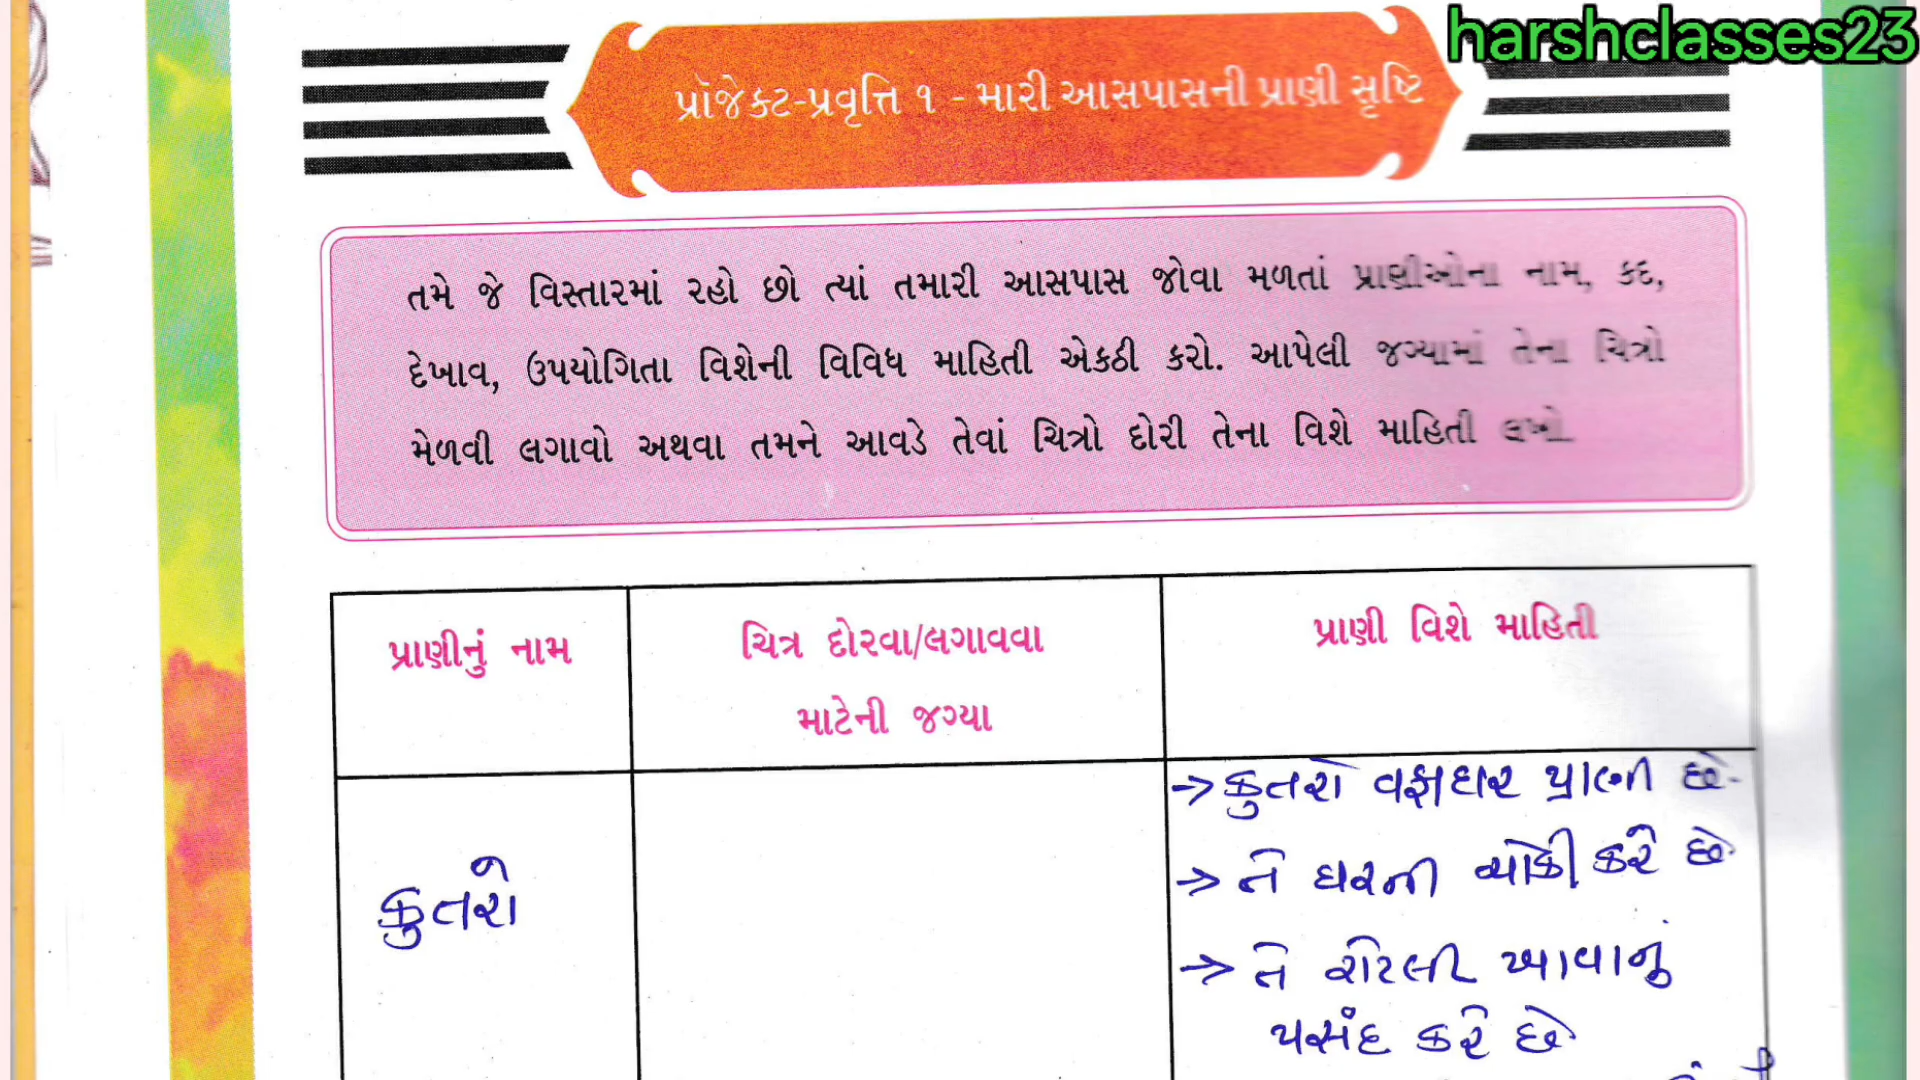 harshclasses23
પ્રૉજેક્ટ-પ્રવૃત્તિ ૧ - મારી આસપાસની પ્રાણી સૃષ્ટિ
તમે જે વિસ્તારમાં રહો છો ત્યાં તમારી આસપાસ જોવા મળતાં પ્રાણીઓના નામ, કદ,
દેખાવ, ઉપયોગિતા વિશેની વિવિધ માહિતી એકઠી કરો. આપેલી જગ્યામાં તેના ચિત્રો
મેળવી લગાવો અથવા તમને આવડે તેવાં ચિત્રો દોરી તેના વિશે માહિતી લખો.
પ્રાણીનું નામ
ચિત્ર દોરવા/લગાવવા
માટેની જગ્યા
પ્રાણી વિશે માહિતી
કુતરો
→ કુતરો વફાદાર પ્રાણી છે.
→ તે ઘરની ચોકી કરે છે
→ તે રોટલી ખાવાનું
પસંદ કરે છે